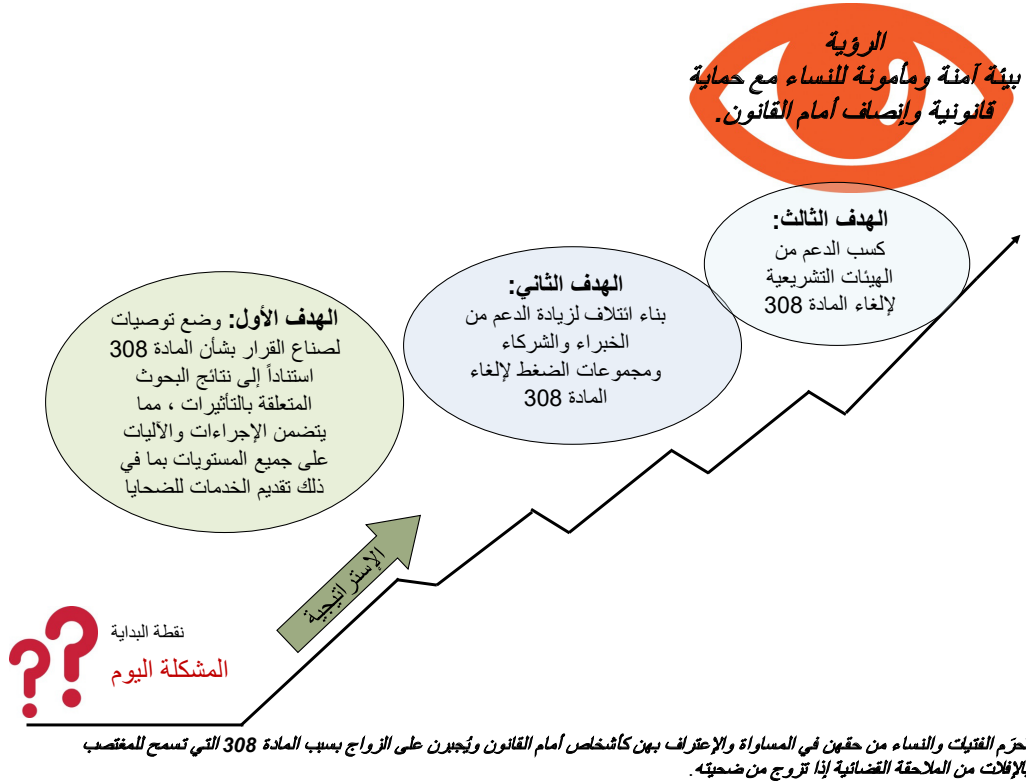 الرؤية
بيئة آمنة ومأمونة للنساء مع حماية
قانونية وإنصاف أمام القانون.
الهدف الثالث:
كسب الدعم من
الهيئات التشريعية
لإلغاء المادة 308
الهدف الثاني:
بناء ائتلاف لزيادة الدعم من
الخبراء والشركاء
ومجموعات الضغط لإلغاء
المادة 308
الهدف الأول: وضع توصيات
لصناع القرار بشأن المادة 308
استناداً إلى نتائج البحوث
المتعلقة بالتأثيرات ، مما
يتضمن الإجراءات والآليات
على جميع المستويات بما في
ذلك تقديم الخدمات للضحايا
الإستراتيجية
نقطة البداية
المشكلة اليوم
??
الفتيات والنساء من حقهن في المساواة والإعتراف بهن كأشخاص أمام القانون ويُجبرن على الزواج بسبب المادة 308 التي تسمح للمغتصب
بالإفلات من الملاحقة القضائية إذا تزوج من ضحيته.